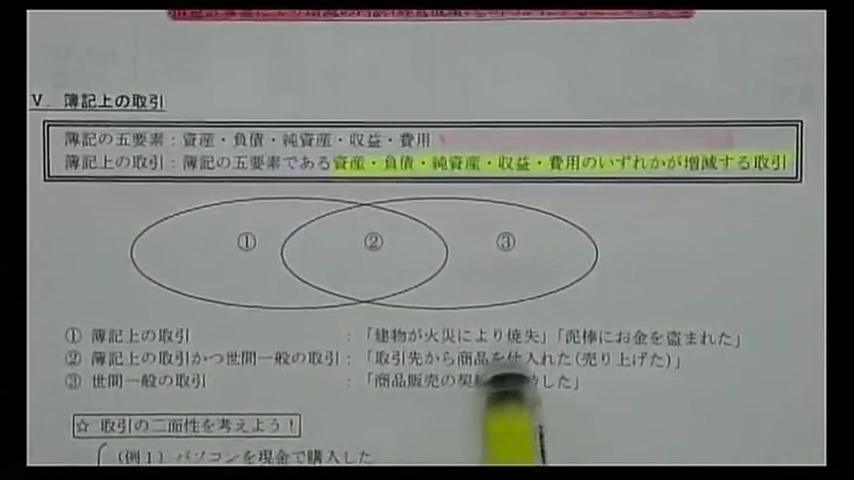 Ⅴ．簿記上の取引
簿記の五要素：資産・負債・純資産・収益・費用
簿記上の取引：簿記の五要素である資産・負債・純資産・収益・費用のいずれかが増減する取引
① ② ③
① 簿記上の取引 ：「建物が火災により焼失」「泥棒にお金を盗まれた」
② 簿記上の取引かつ世間一般の取引：「取引先から商品を仕入れた(売り上げた)」
③ 世間一般の取引 ：「商品販売の契 した」
☆ 取引の二面性を考えよう！
(例１) パソコンを現金で購入した